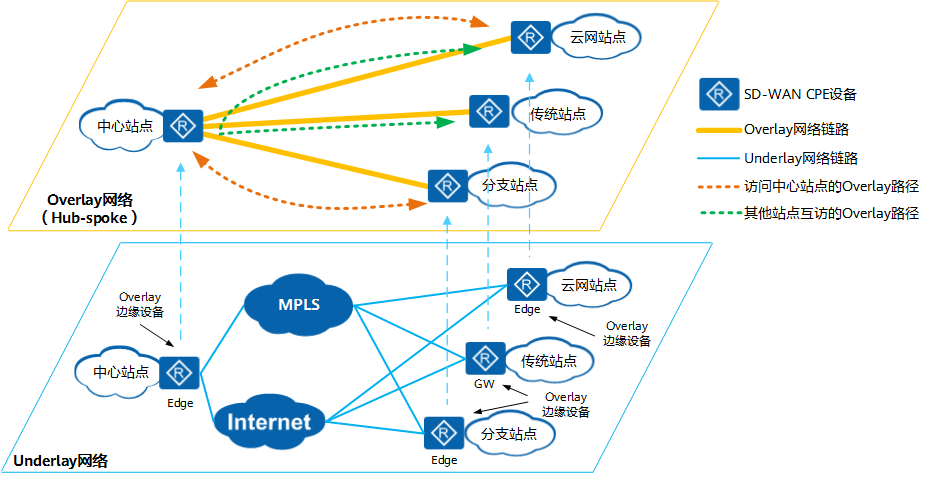 云网站点
传统站点
中心站点
分支站点
Overlay网络
（Hub-spoke）
R
R
R
R
R
SD-WAN CPE设备
Overlay网络链路
Underlay网络链路
访问中心站点的Overlay路径
其他站点互访的Overlay路径
MPLS
Internet
Overlay
边缘设备
R
中心站点
Edge
R
云网站点
Edge
Overlay
边缘设备
R
传统站点
GW
Overlay
边缘设备
R
分支站点
Edge
Underlay网络